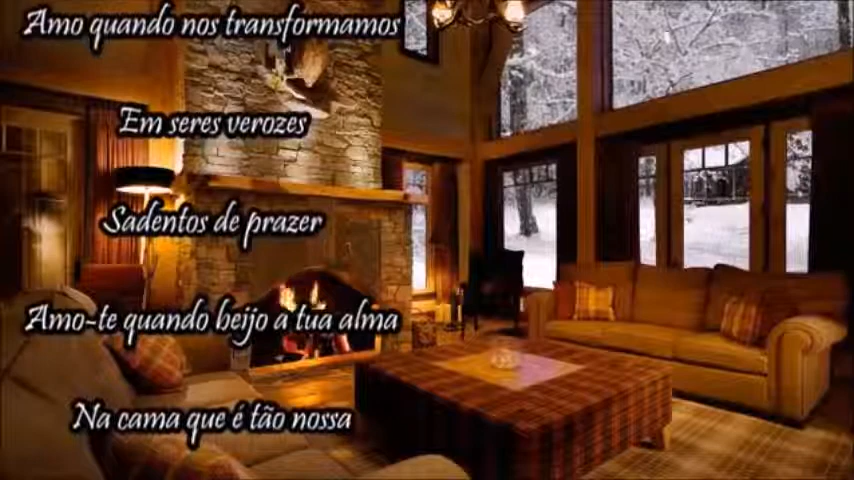 Amo quando nos transformamos
Em seres verozes
Sadentos de prazer
Amo-te quando beijo a tua alma
Na cama que é tão nossa